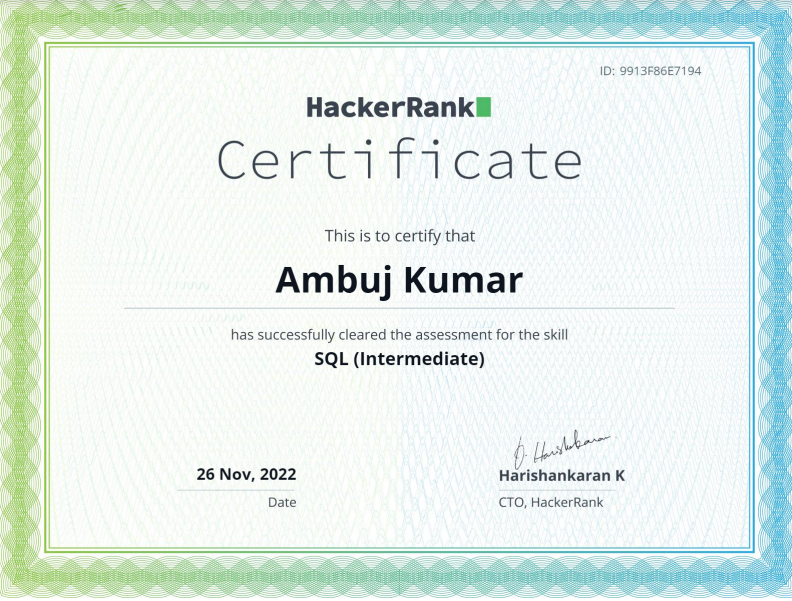 ID: 9913F86E7194
HackerRank
Certificate
This is to certify that
Ambuj Kumar
has successfully cleared the assessment for the skill
SQL (Intermediate)
26 Nov, 2022
Date
Harishankaran K
CTO, HackerRank